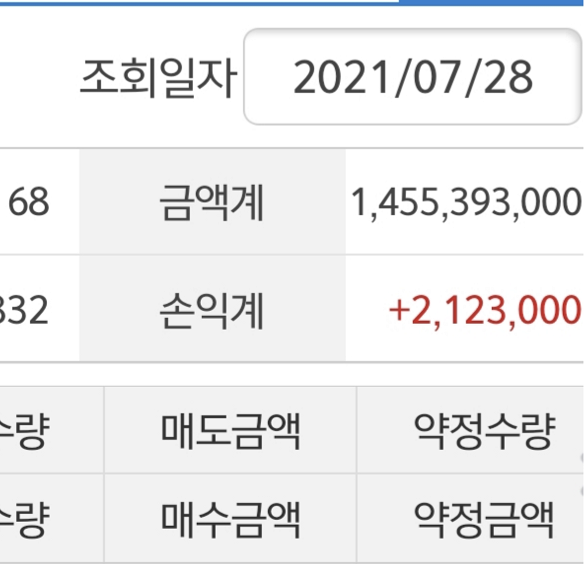 조회일자 2021/07/28
68 금액계 1,455,393,000
332 손익계 +2,123,000
수량 매도금액 약정수량
수량 매수금액 약정금액